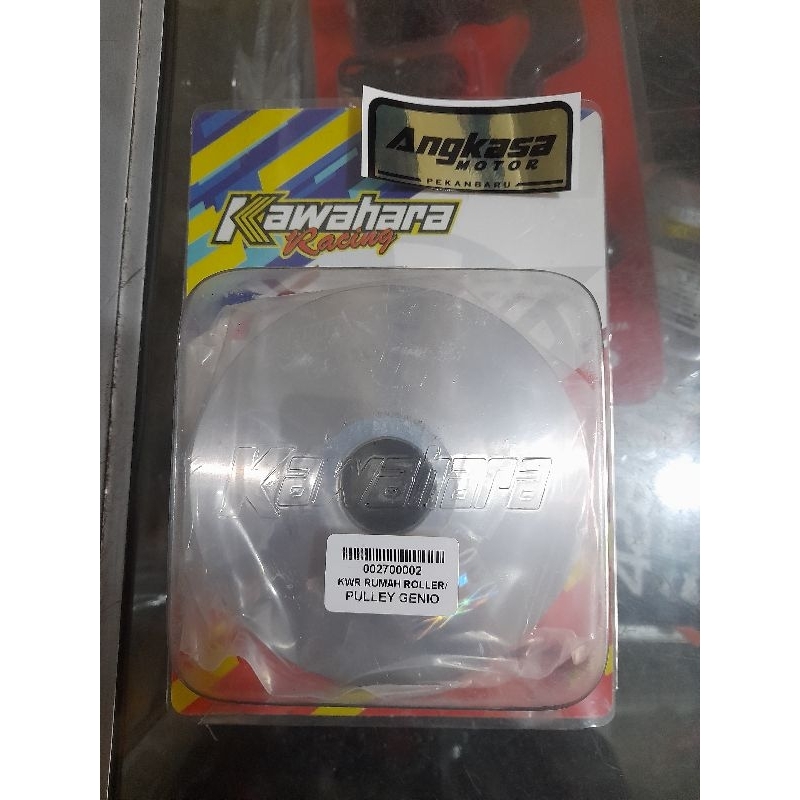 Angkasa
MOTOR
PEKANBARU
Kawahara
Racing
Kawahara
002700002
KWR RUMAH ROLLER/
PULLEY GENIO